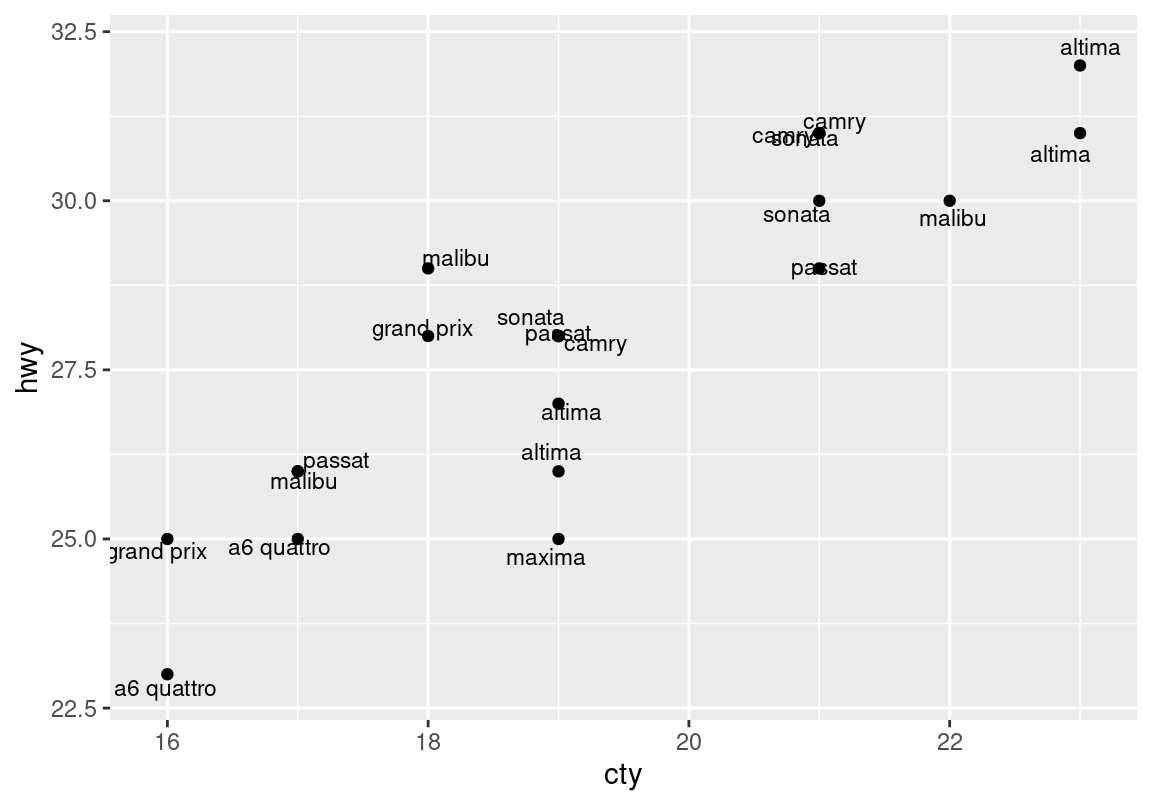 32.5
altima
camry
camry
sonata
altima
30.0
sonata
malibu
malibu
passat
hwy
sonata
grand prix
passat
camry
27.5
altima
altima
passat
malibu
25.0
grand prix
a6 quattro
maxima
a6 quattro
22.5
16
18
20
22
cty